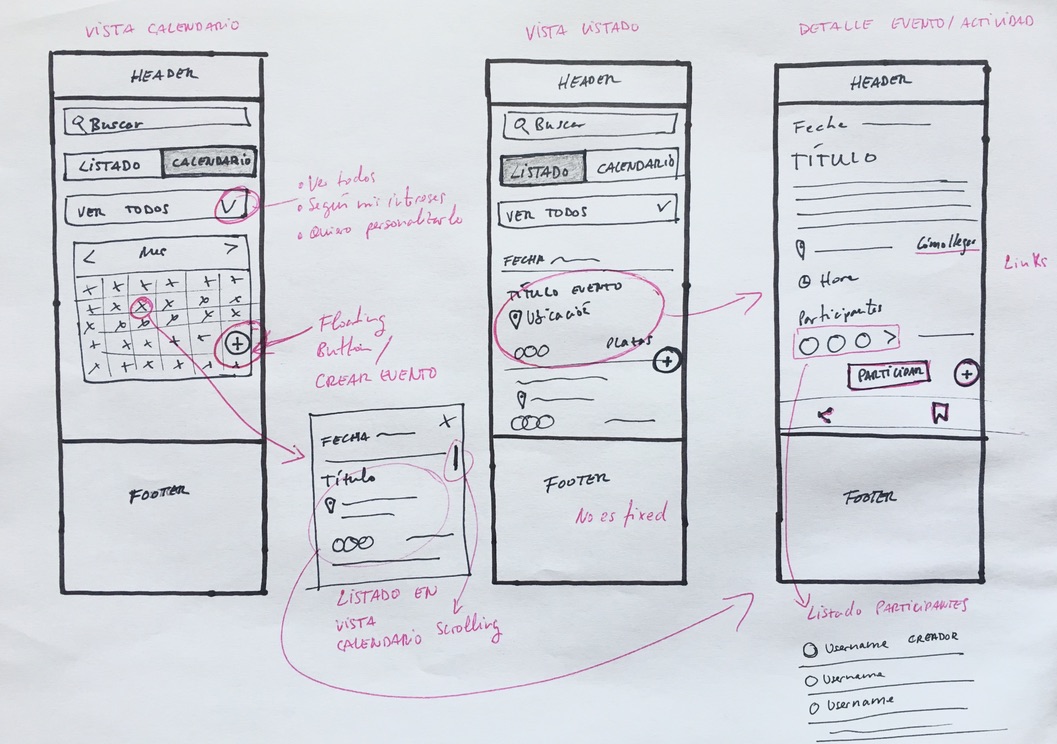 VISTA CALENDARIO
HEADER
Buscar
LISTADO
CALENDARIO
VER TODOS
Ver todos
Según mi intereses
Quiero personalizarlo
Mes
Floating
Button /
CREAR EVENTO
FOOTER
FECHA
X
Título
LISTADO EN
VISTA
CALENDARIO
Scrolling
VISTA LISTADO
HEADER
Buscar
LISTADO
CALENDARIO
VER TODOS
FECHA
TÍTULO EVENTO
Ubicación
Plazas
FOOTER
No es fixed
DETALLE EVENTO/ACTIVIDAD
HEADER
Fecha
TÍTULO
Cómo llegar
Links
Hora
Participantes
PARTICIPAR
FOOTER
Listado PARTICIPANTES
Username CREADOR
Username
Username